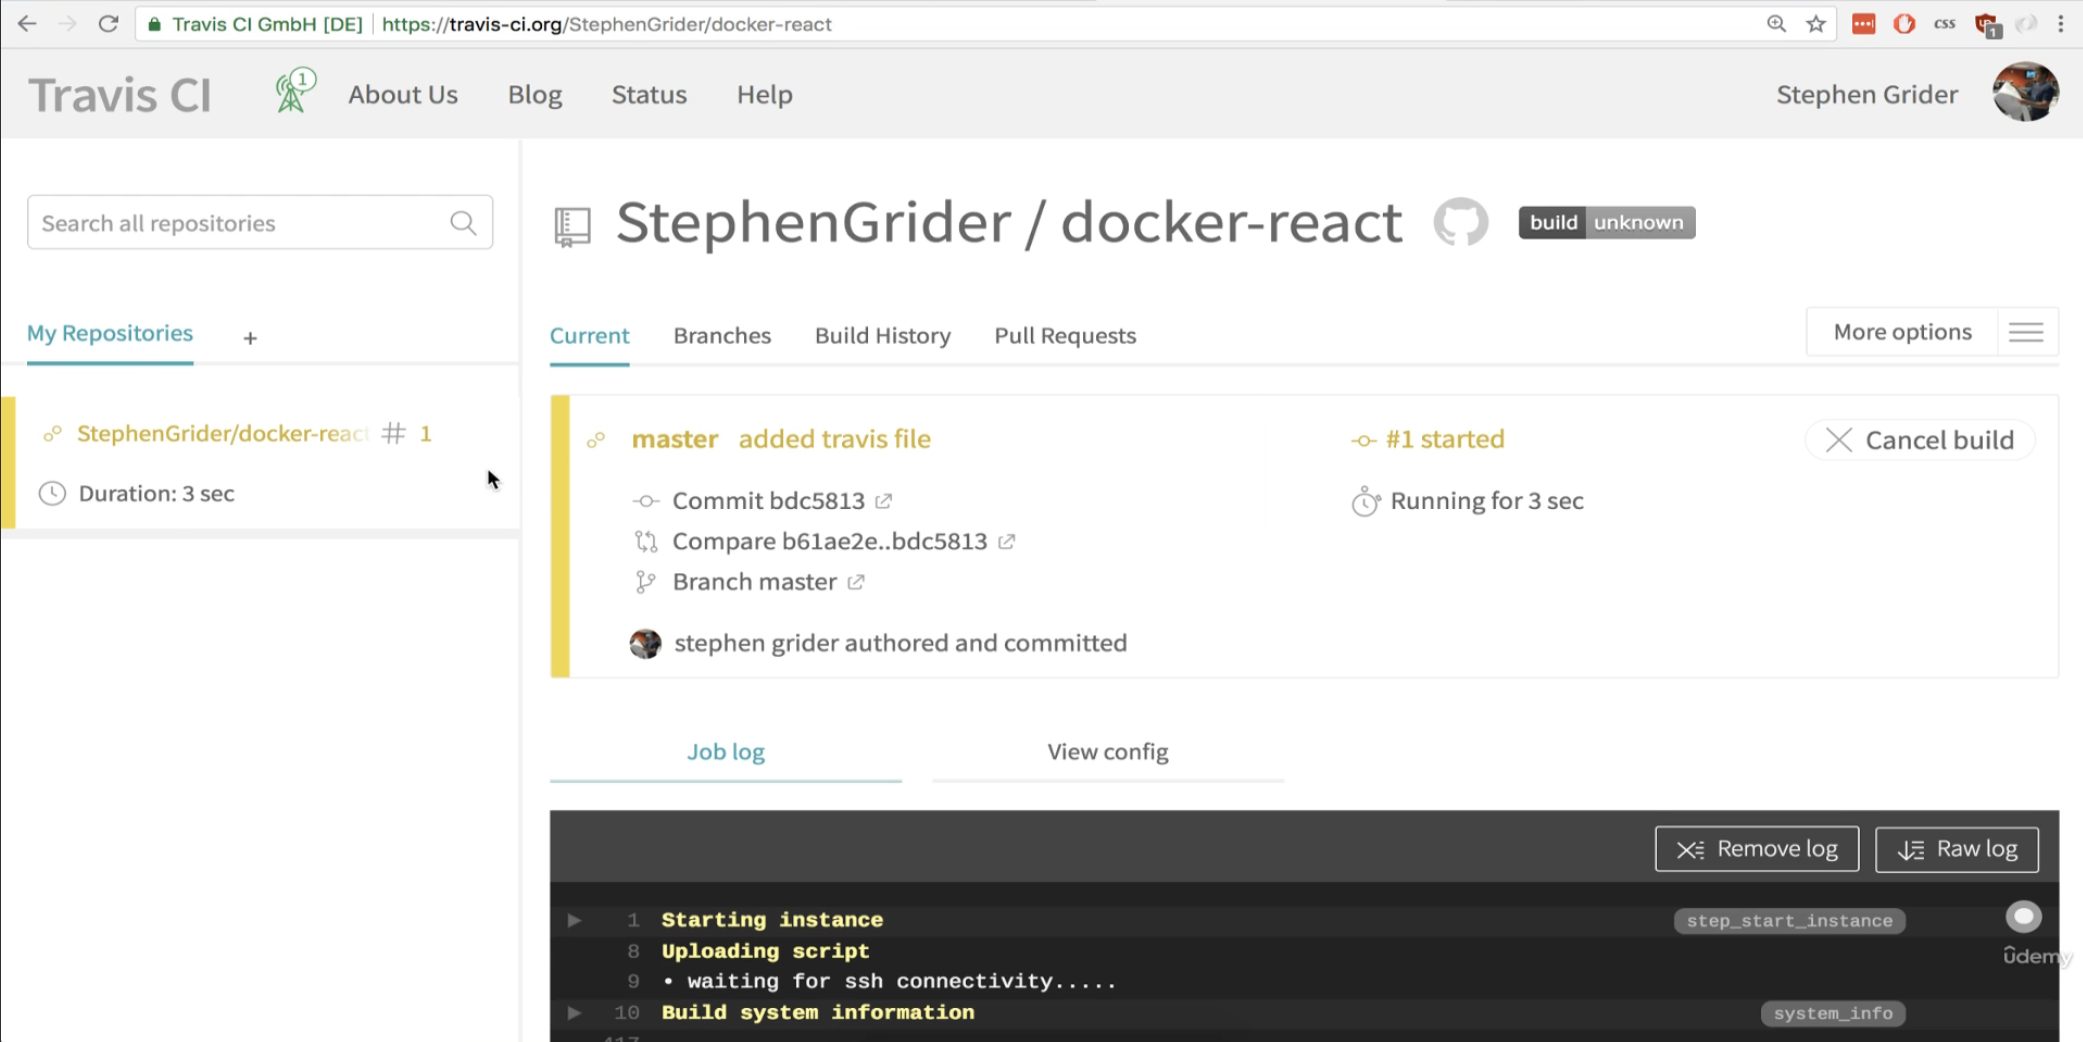 Travis CI GmbH [DE] https://travis-ci.org/StephenGrider/docker-react css 1
Travis CI 1 About Us Blog Status Help Stephen Grider
Search all repositories
StephenGrider / docker-react build unknown
My Repositories +
Current Branches Build History Pull Requests More options
StephenGrider/docker-react # 1
Duration: 3 sec
master added travis file #1 started Cancel build
Commit bdc5813 Running for 3 sec
Compare b61ae2e..bdc5813
Branch master
stephen grider authored and committed
Job log View config
Remove log Raw log
1 Starting instance step_start_instance
8 Uploading script
9 • waiting for ssh connectivity.....
10 Build system information system_info
ûdemy